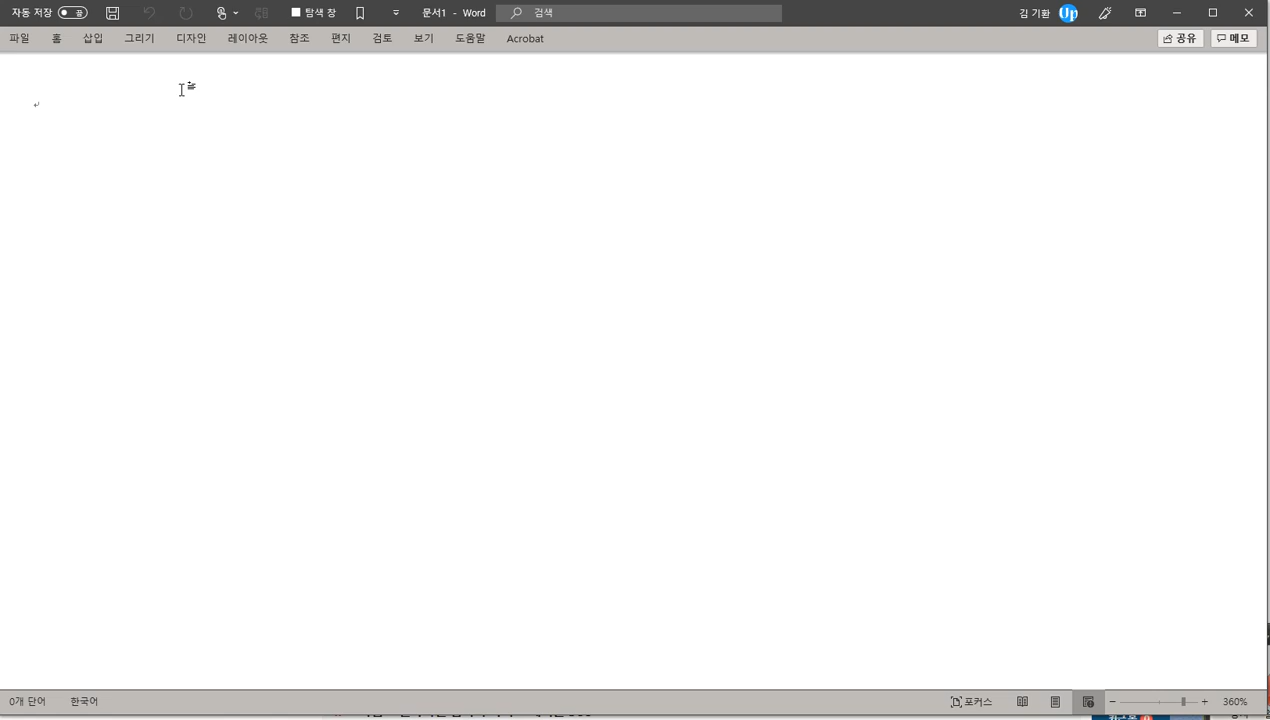 자동 저장 끌 탐색 창 문서1 - Word 검색 김 기환 Up
파일 홈 삽입 그리기 디자인 레이아웃 참조 편지 검토 보기 도움말 Acrobat 공유 메모
0개 단어 한국어 포커스 360%